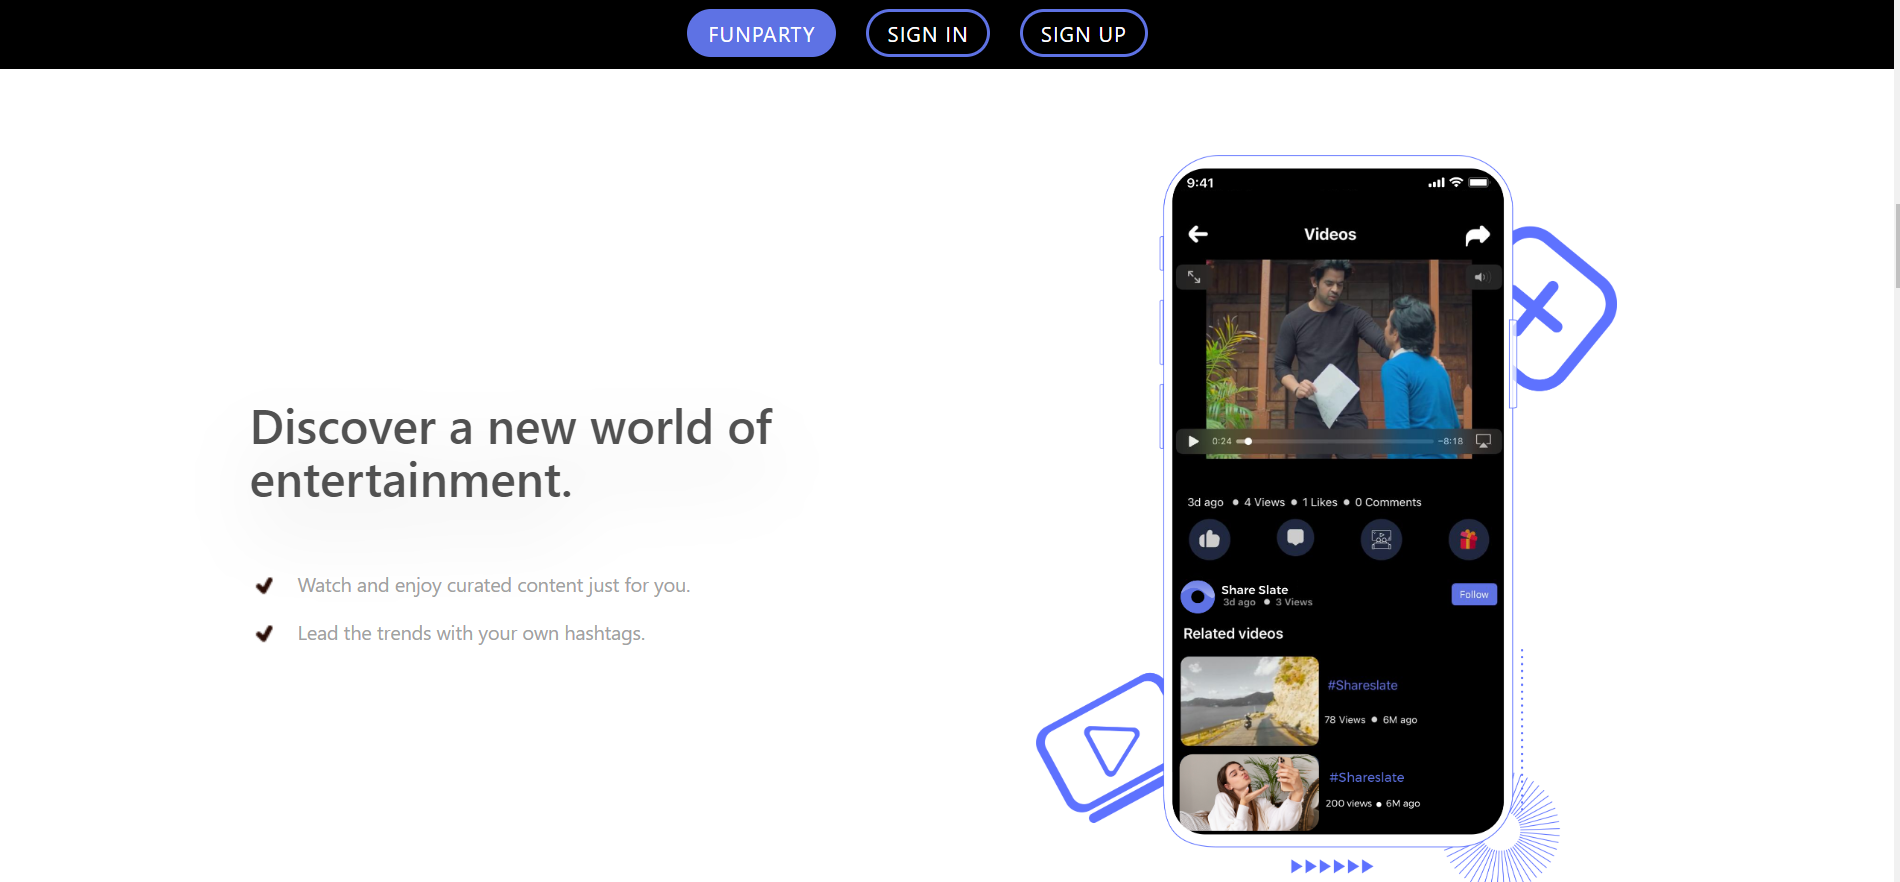 FUNPARTY
SIGN IN
SIGN UP
Discover a new world of
entertainment.
Watch and enjoy curated content just for you.
Lead the trends with your own hashtags.
9:41
Videos
0:24
-8:18
3d ago ● 4 Views ● 1 Likes ● 0 Comments
Share Slate
3d ago ● 3 Views
Follow
Related videos
#Shareslate
78 Views ● 6M ago
#Shareslate
200 views ● 6M ago